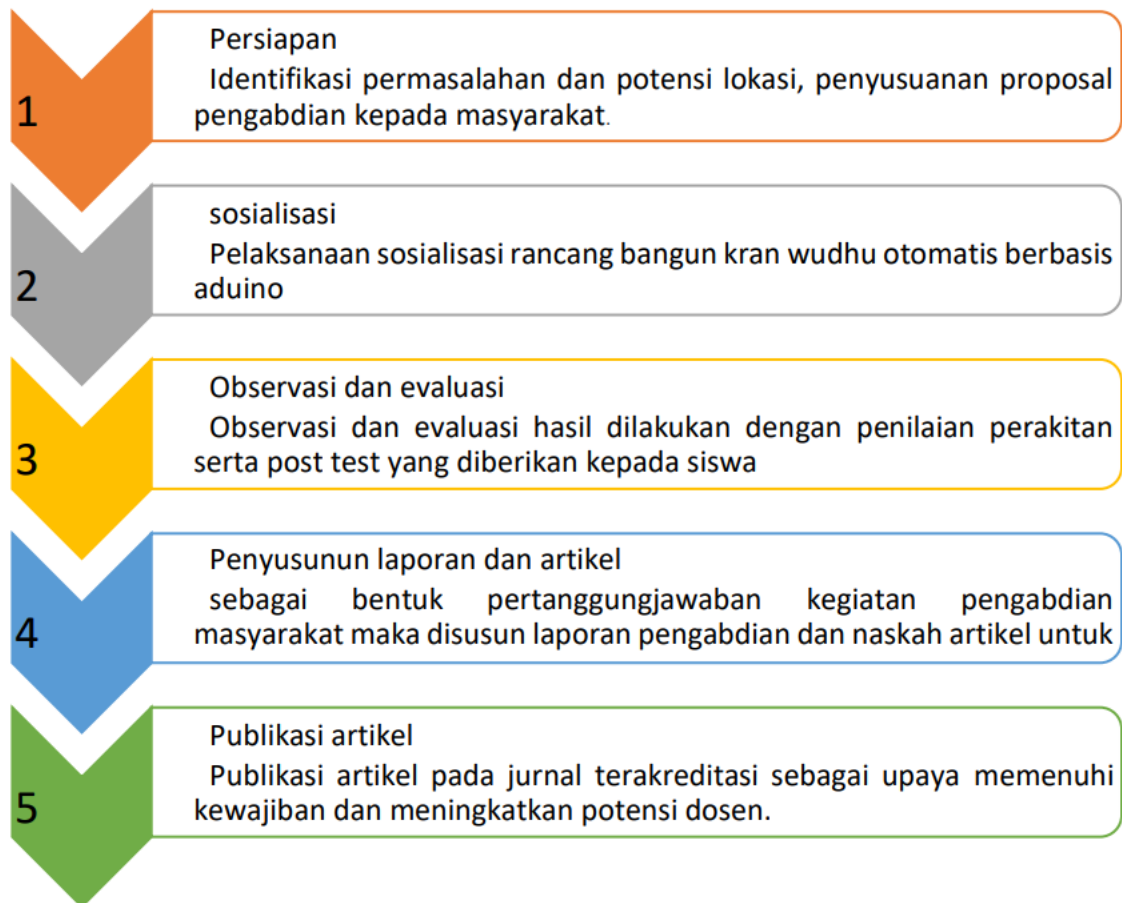 1
Persiapan
Identifikasi permasalahan dan potensi lokasi, penyusuanan proposal
pengabdian kepada masyarakat.
2
sosialisasi
Pelaksanaan sosialisasi rancang bangun kran wudhu otomatis berbasis
aduino
3
Observasi dan evaluasi
Observasi dan evaluasi hasil dilakukan dengan penilaian perakitan
serta post test yang diberikan kepada siswa
4
Penyusunun laporan dan artikel
sebagai bentuk pertanggungjawaban kegiatan pengabdian
masyarakat maka disusun laporan pengabdian dan naskah artikel untuk
5
Publikasi artikel
Publikasi artikel pada jurnal terakreditasi sebagai upaya memenuhi
kewajiban dan meningkatkan potensi dosen.